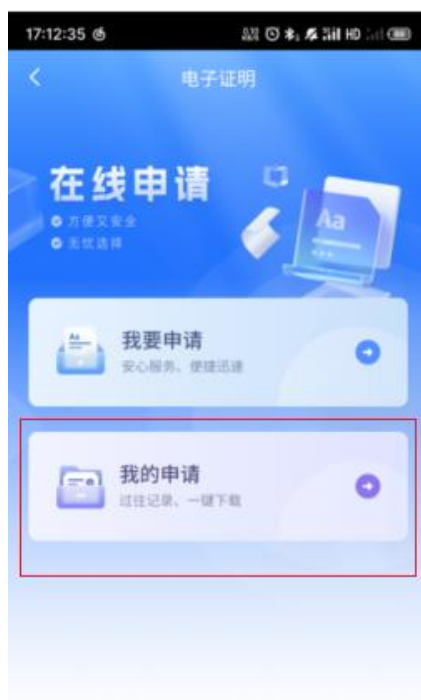 17:12:35
HD
电子证明
在线申请
方便又安全
无忧选择
Aa
我要申请
安心服务、便捷迅速
我的申请
过往记录、一键下载